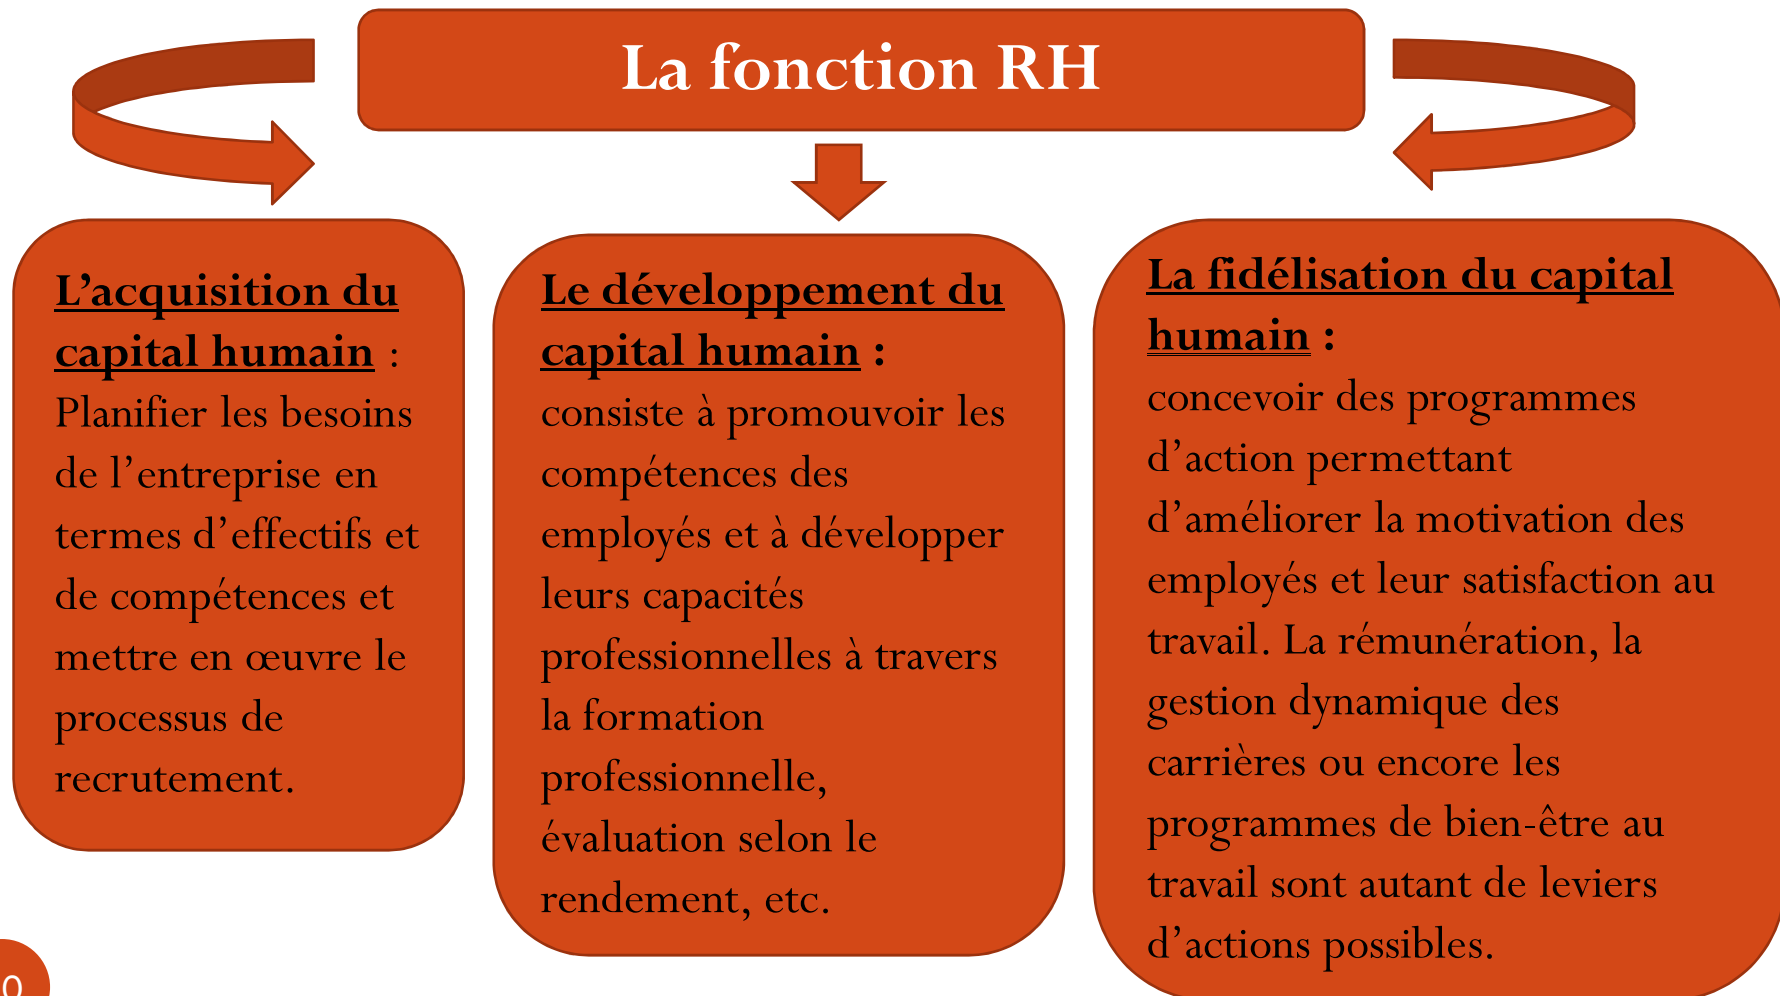 La fonction RH
L’acquisition du
capital humain :
Planifier les besoins
de l’entreprise en
termes d’effectifs et
de compétences et
mettre en œuvre le
processus de
recrutement.
Le développement du
capital humain :
consiste à promouvoir les
compétences des
employés et à développer
leurs capacités
professionnelles à travers
la formation
professionnelle,
évaluation selon le
rendement, etc.
La fidélisation du capital
humain :
concevoir des programmes
d’action permettant
d’améliorer la motivation des
employés et leur satisfaction au
travail. La rémunération, la
gestion dynamique des
carrières ou encore les
programmes de bien-être au
travail sont autant de leviers
d’actions possibles.
0